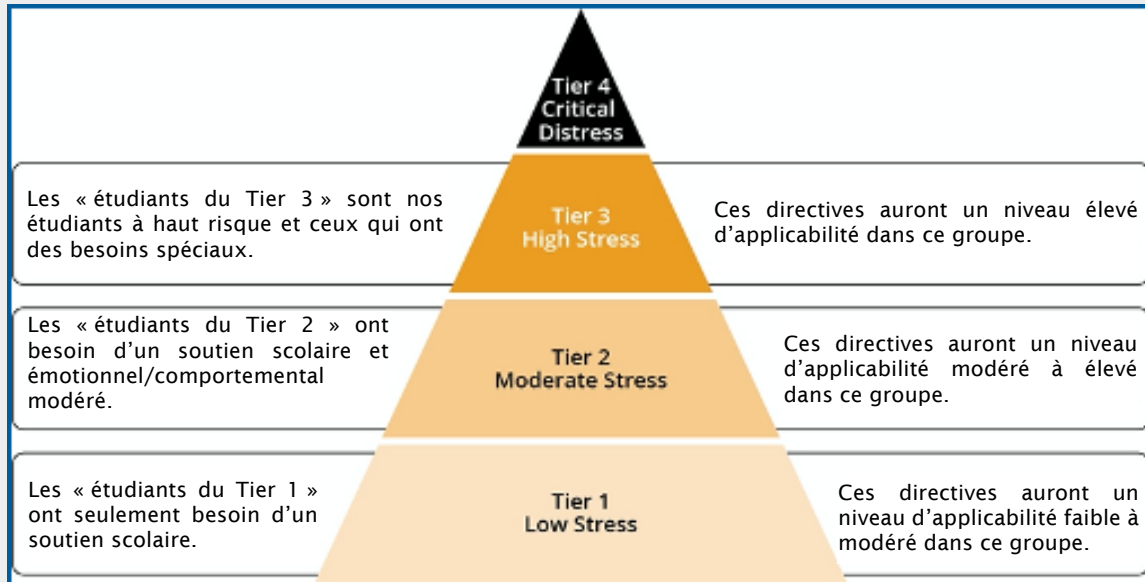 Tier 4
Critical
Distress
Les « étudiants du Tier 3 » sont nos
étudiants à haut risque et ceux qui ont
des besoins spéciaux.
Tier 3
High Stress
Ces directives auront un niveau élevé
d’applicabilité dans ce groupe.
Les « étudiants du Tier 2 » ont
besoin d’un soutien scolaire et
émotionnel/comportemental
modéré.
Tier 2
Moderate Stress
Ces directives auront un niveau
d’applicabilité modéré à élevé
dans ce groupe.
Les « étudiants du Tier 1 »
ont seulement besoin d’un
soutien scolaire.
Tier 1
Low Stress
Ces directives auront un
niveau d’applicabilité faible à
modéré dans ce groupe.